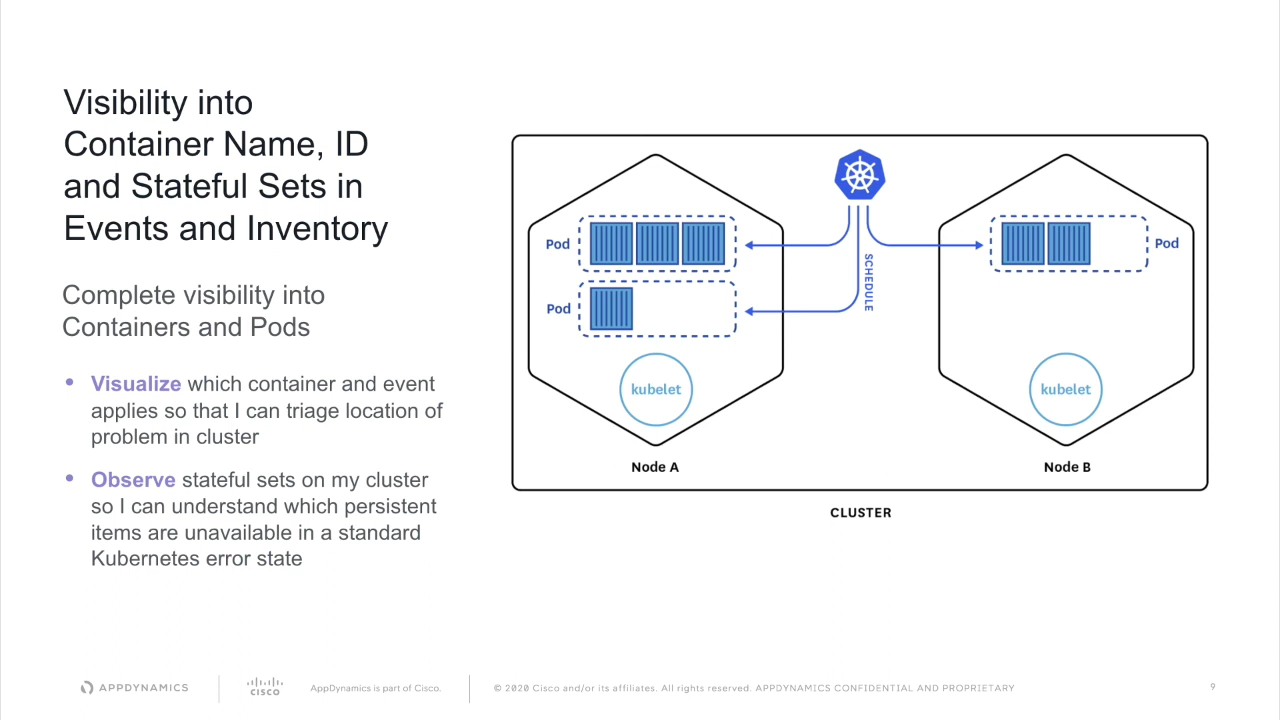 Visibility into
Container Name, ID
and Stateful Sets in
Events and Inventory
Complete visibility into
Containers and Pods
• Visualize which container and event
applies so that I can triage location of
problem in cluster
• Observe stateful sets on my cluster
so I can understand which persistent
items are unavailable in a standard
Kubernetes error state
Pod
Pod
kubelet
Node A
SCHEDULE
Pod
kubelet
Node B
CLUSTER
APPDYNAMICS
CISCO
AppDynamics is part of Cisco.
© 2020 Cisco and/or its affiliates. All rights reserved. APPDYNAMICS CONFIDENTIAL AND PROPRIETARY
9